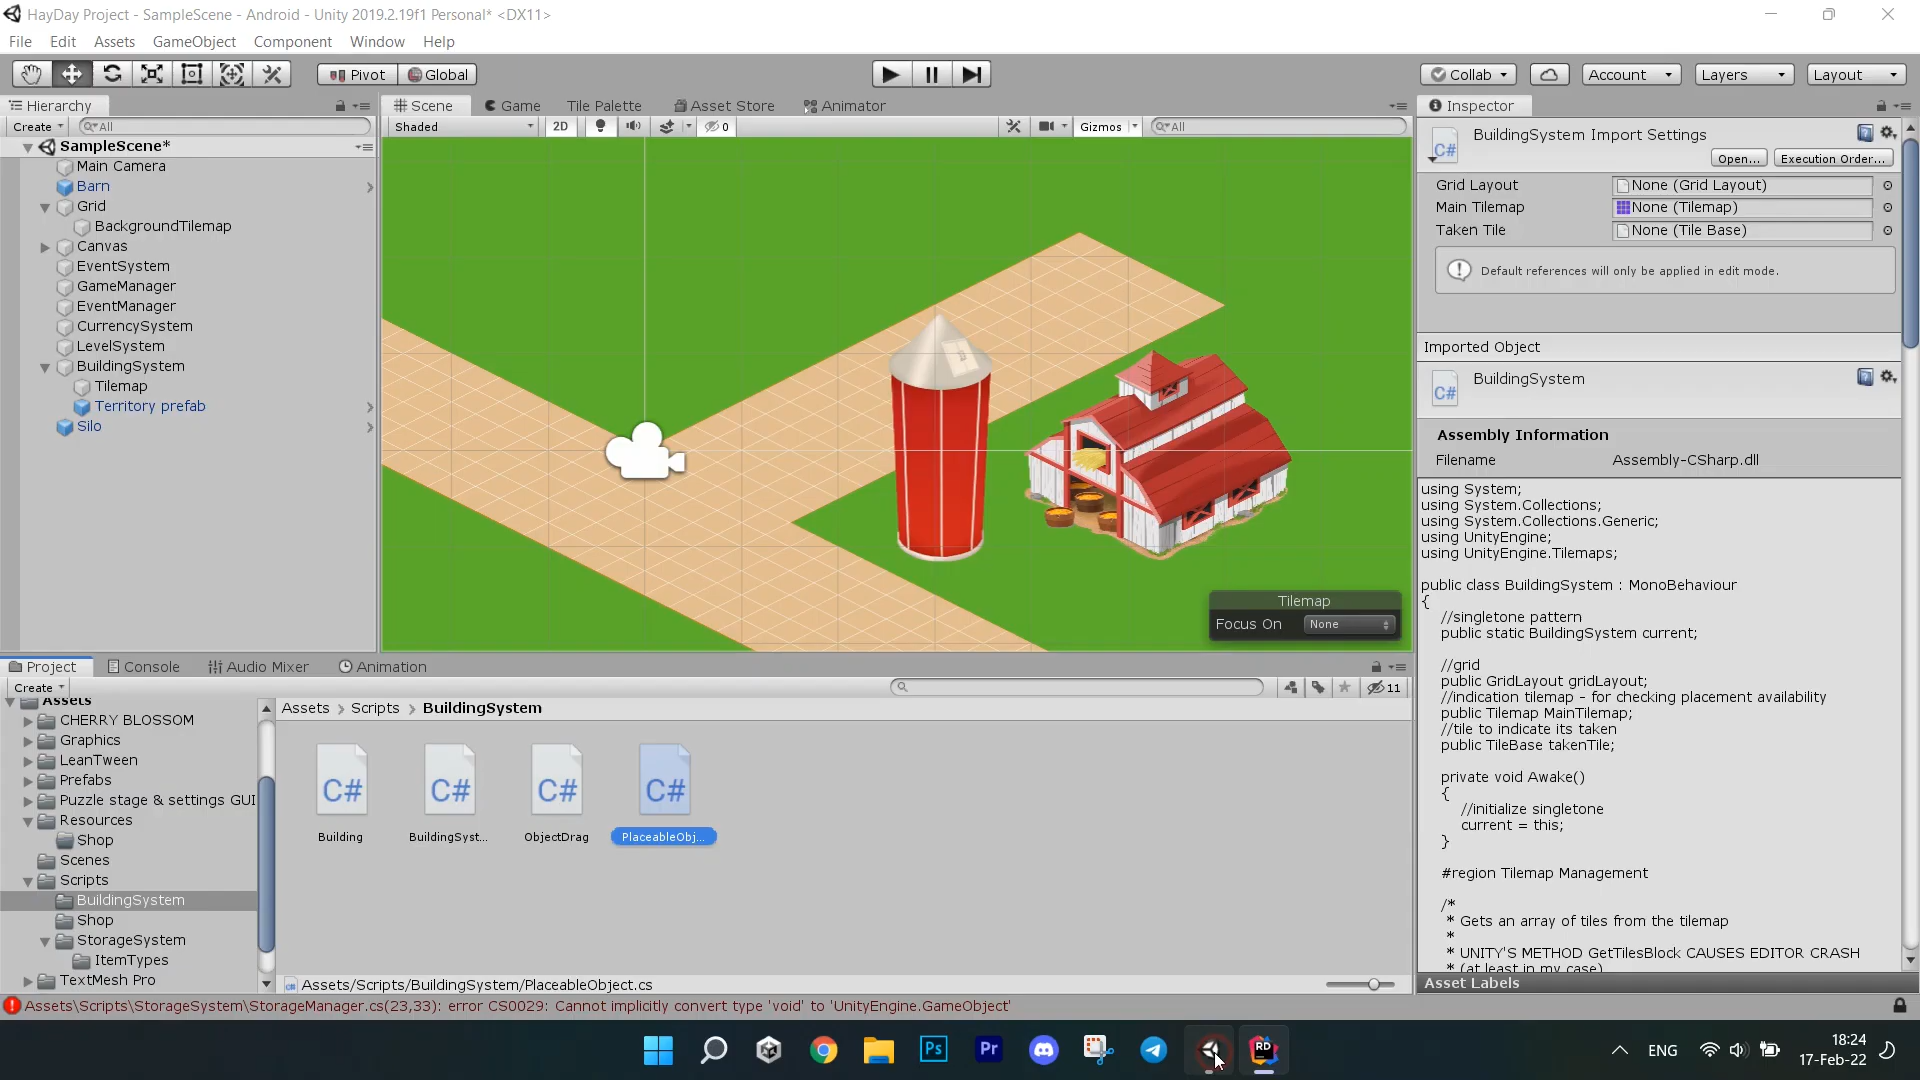 HayDay Project - SampleScene - Android - Unity 2019.2.19f1 Personal* <DX11>
File Edit Assets GameObject Component Window Help
Pivot Global Collab Account Layers Layout
Hierarchy
Create All
SampleScene*
Main Camera
Barn
Grid
BackgroundTilemap
Canvas
EventSystem
GameManager
EventManager
CurrencySystem
LevelSystem
BuildingSystem
Tilemap
Territory prefab
Silo
Scene Game Tile Palette Asset Store Animator
Shaded 2D 0 Gizmos All
Tilemap
Focus On None
Inspector
BuildingSystem Import Settings
Open... Execution Order...
Grid Layout None (Grid Layout)
Main Tilemap None (Tilemap)
Taken Tile None (Tile Base)
Default references will only be applied in edit mode.
Imported Object
C# BuildingSystem
Assembly Information
Filename Assembly-CSharp.dll
using System;
using System.Collections;
using System.Collections.Generic;
using UnityEngine;
using UnityEngine.Tilemaps;
public class BuildingSystem : MonoBehaviour
{
//singletone pattern
public static BuildingSystem current;
//grid
public GridLayout gridLayout;
//indication tilemap - for checking placement availability
public Tilemap MainTilemap;
//tile to indicate its taken
public TileBase takenTile;
private void Awake()
{
//initialize singletone
current = this;
}
#region Tilemap Management
/*
* Gets an array of tiles from the tilemap
*
* UNITY'S METHOD GetTilesBlock CAUSES EDITOR CRASH
* (at least in my case)
Asset Labels
Project Console Audio Mixer Animation
Create 11
Assets
CHERRY BLOSSOM
Graphics
LeanTween
Prefabs
Puzzle stage & settings GUI
Resources
Shop
Scenes
Scripts
BuildingSystem
Shop
StorageSystem
ItemTypes
TextMesh Pro
Assets > Scripts > BuildingSystem
C# C# C# C#
Building BuildingSyst... ObjectDrag PlaceableObj...
Assets/Scripts/BuildingSystem/PlaceableObject.cs
Assets\Scripts\StorageSystem\StorageManager.cs(23,33): error CS0029: Cannot implicitly convert type 'void' to 'UnityEngine.GameObject'
Ps Pr RD
ENG
18:24
17-Feb-22